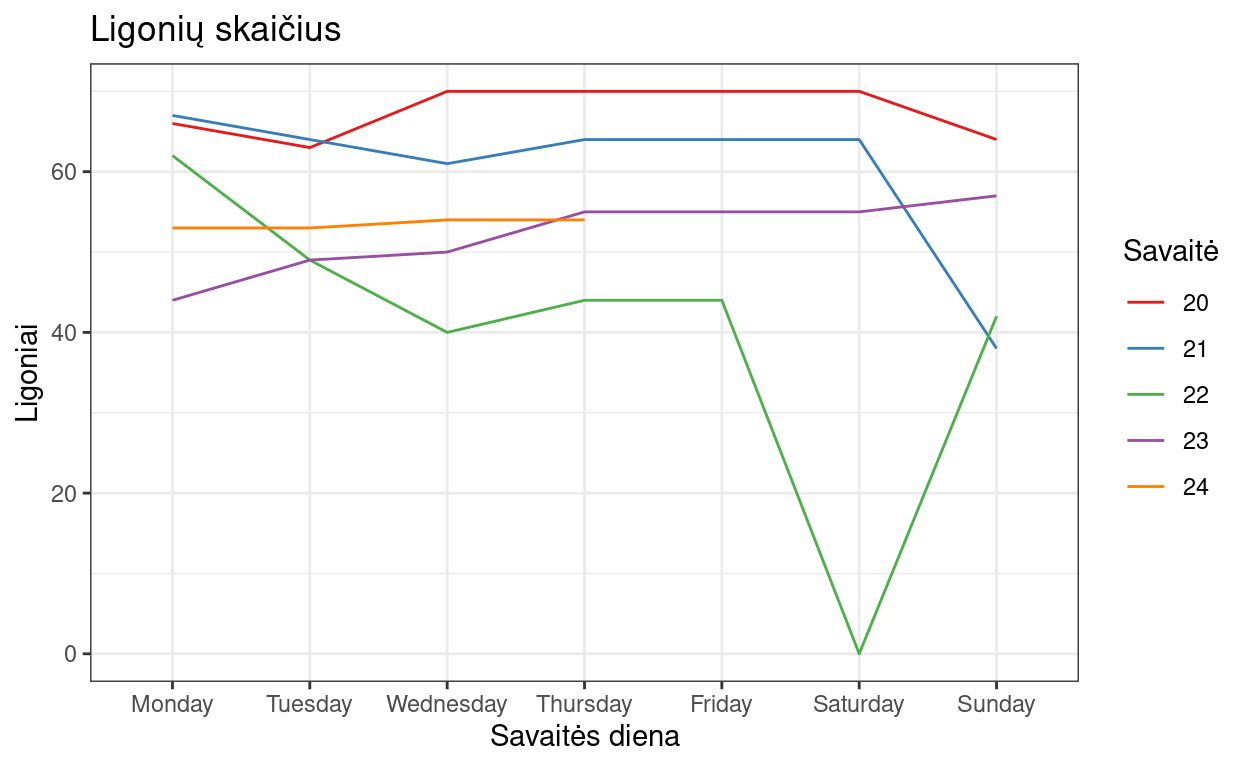 Ligonių skaičius
Ligoniai
60
40
20
0
Monday Tuesday Wednesday Thursday Friday Saturday Sunday
Savaitės diena
Savaitė
20
21
22
23
24